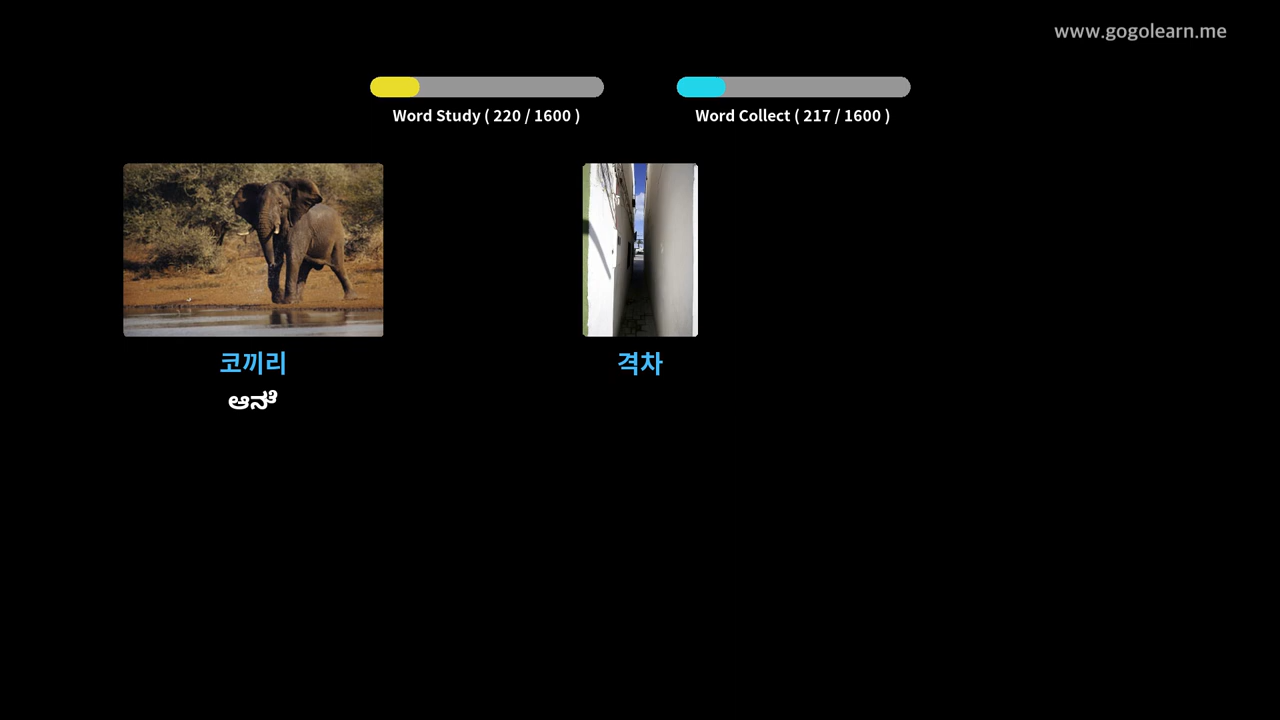 www.gogolearn.me
Word Study ( 220 / 1600 )
Word Collect ( 217 / 1600 )
코끼리
격차
ಆನೆ